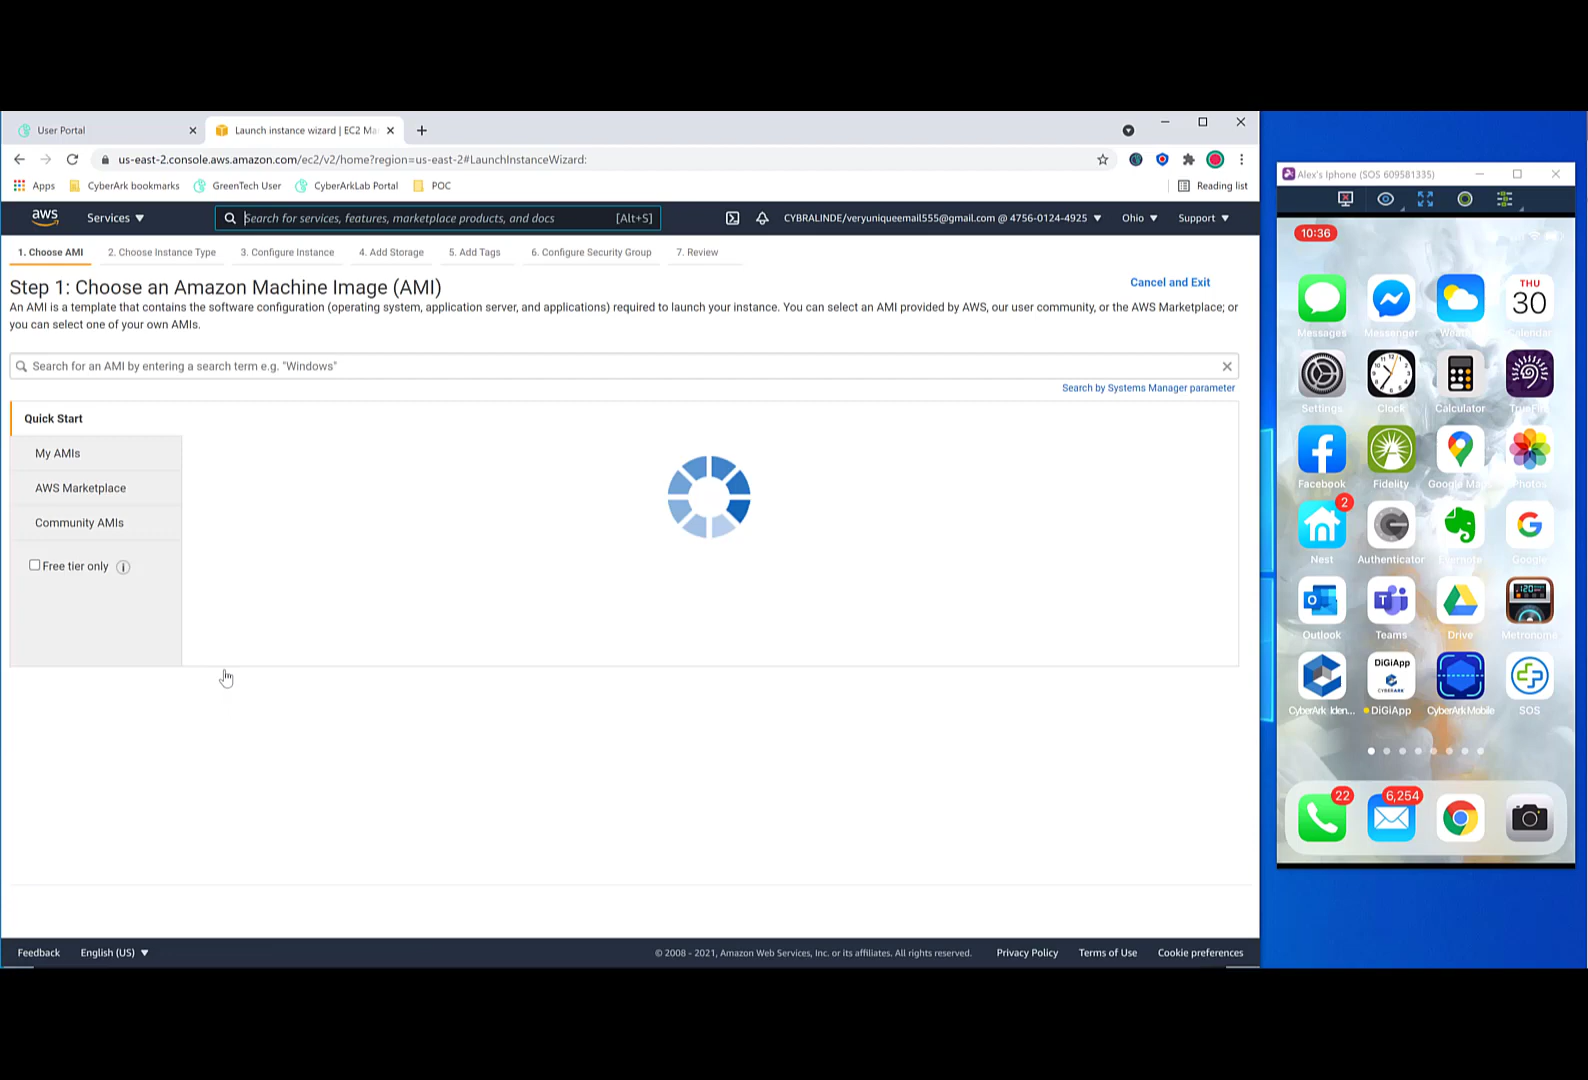 User Portal
Launch instance wizard | EC2 Ma
us-east-2.console.aws.amazon.com/ec2/v2/home?region=us-east-2#LaunchInstanceWizard:
Apps
CyberArk bookmarks
GreenTech User
CyberArkLab Portal
POC
Reading list
aws
Services
Search for services, features, marketplace products, and docs
[Alt+S]
CYBRALINDE/veryuniqueemail555@gmail.com @ 4756-0124-4925
Ohio
Support
1. Choose AMI
2. Choose Instance Type
3. Configure Instance
4. Add Storage
5. Add Tags
6. Configure Security Group
7. Review
Step 1: Choose an Amazon Machine Image (AMI)
Cancel and Exit
An AMI is a template that contains the software configuration (operating system, application server, and applications) required to launch your instance. You can select an AMI provided by AWS, our user community, or the AWS Marketplace; or
you can select one of your own AMIs.
Search for an AMI by entering a search term e.g. "Windows"
Search by Systems Manager parameter
Quick Start
My AMIs
AWS Marketplace
Community AMIs
Free tier only
i
Feedback
English (US)
© 2008 - 2021, Amazon Web Services, Inc. or its affiliates. All rights reserved.
Privacy Policy
Terms of Use
Cookie preferences
Alex's Iphone (SOS 609581335)
10:36
THU
30
Messages
Messenger
Calendar
Settings
Clock
Calculator
Facebook
Fidelity
Google Ma
Photos
2
Nest
Authenticator
Evernote
Google
Outlook
Teams
Drive
Metronome
DiGiApp
CYBERARK
CyberArk Iden...
DiGiApp
CyberArk Mobile
SOS
22
6,254